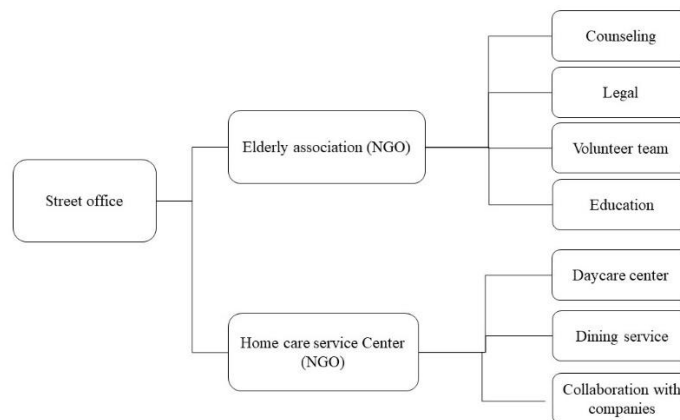 Street office
Elderly association (NGO)
Counseling
Legal
Volunteer team
Education
Home care service Center
(NGO)
Daycare center
Dining service
Collaboration with
companies